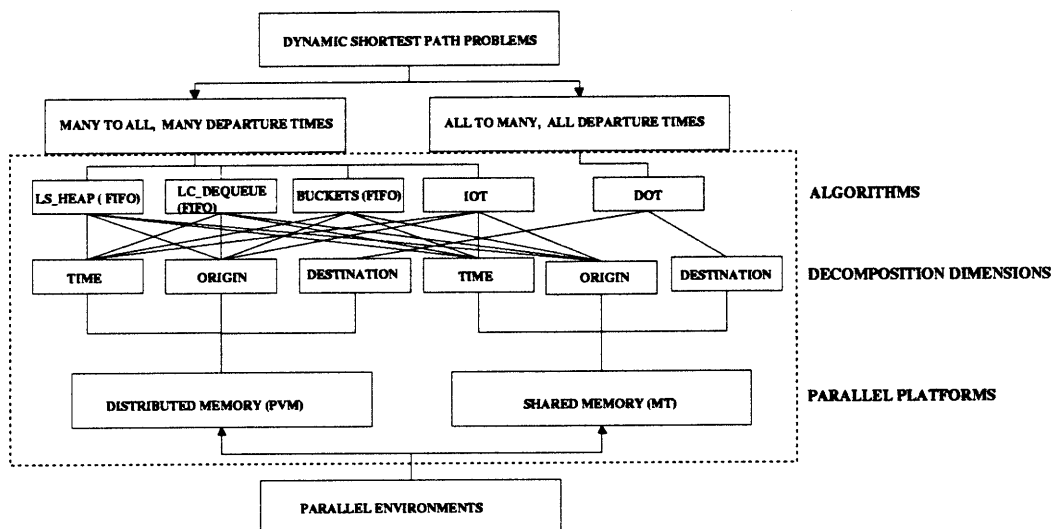 DYNAMIC SHORTEST PATH PROBLEMS
MANY TO ALL, MANY DEPARTURE TIMES
ALL TO MANY, ALL DEPARTURE TIMES
LS_HEAP ( FIFO)
LC_DEQUEUE
(FIFO)
BUCKETS (FIFO)
IOT
DOT
ALGORITHMS
TIME
ORIGIN
DESTINATION
TIME
ORIGIN
DESTINATION
DECOMPOSITION DIMENSIONS
DISTRIBUTED MEMORY (PVM)
SHARED MEMORY (MT)
PARALLEL PLATFORMS
PARALLEL ENVIRONMENTS